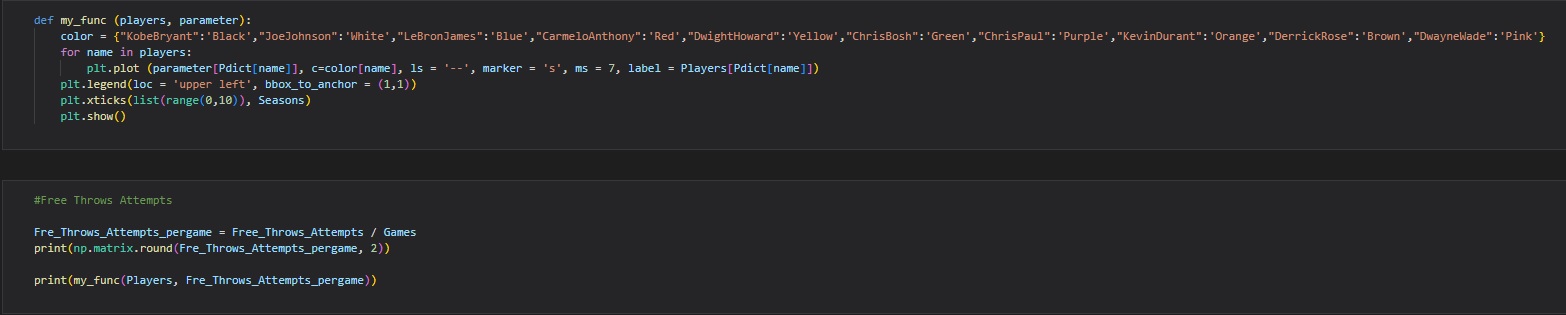 def my_func (players, parameter):
    color = {"KobeBryant":'Black',"JoeJohnson":'White',"LeBronJames":'Blue',"CarmeloAnthony":'Red',"DwightHoward":'Yellow',"ChrisBosh":'Green',"ChrisPaul":'Purple',"KevinDurant":'Orange',"DerrickRose":'Brown',"DwayneWade":'Pink'}
    for name in players:
        plt.plot (parameter[Pdict[name]], c=color[name], ls = '--', marker = 's', ms = 7, label = Players[Pdict[name]])
    plt.legend(loc = 'upper left', bbox_to_anchor = (1,1))
    plt.xticks(list(range(0,10)), Seasons)
    plt.show()
#Free Throws Attempts
Fre_Throws_Attempts_pergame = Free_Throws_Attempts / Games
print(np.matrix.round(Fre_Throws_Attempts_pergame, 2))
print(my_func(Players, Fre_Throws_Attempts_pergame))